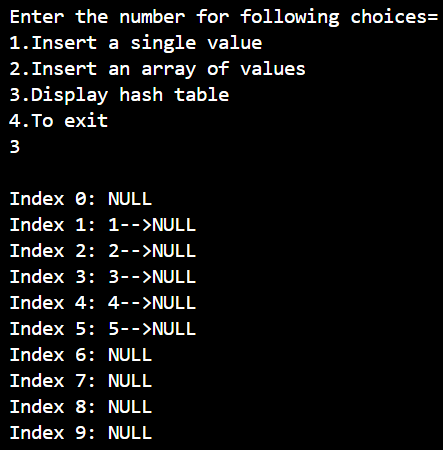 Enter the number for following choices=
1.Insert a single value
2.Insert an array of values
3.Display hash table
4.To exit
3
Index 0: NULL
Index 1: 1-->NULL
Index 2: 2-->NULL
Index 3: 3-->NULL
Index 4: 4-->NULL
Index 5: 5-->NULL
Index 6: NULL
Index 7: NULL
Index 8: NULL
Index 9: NULL